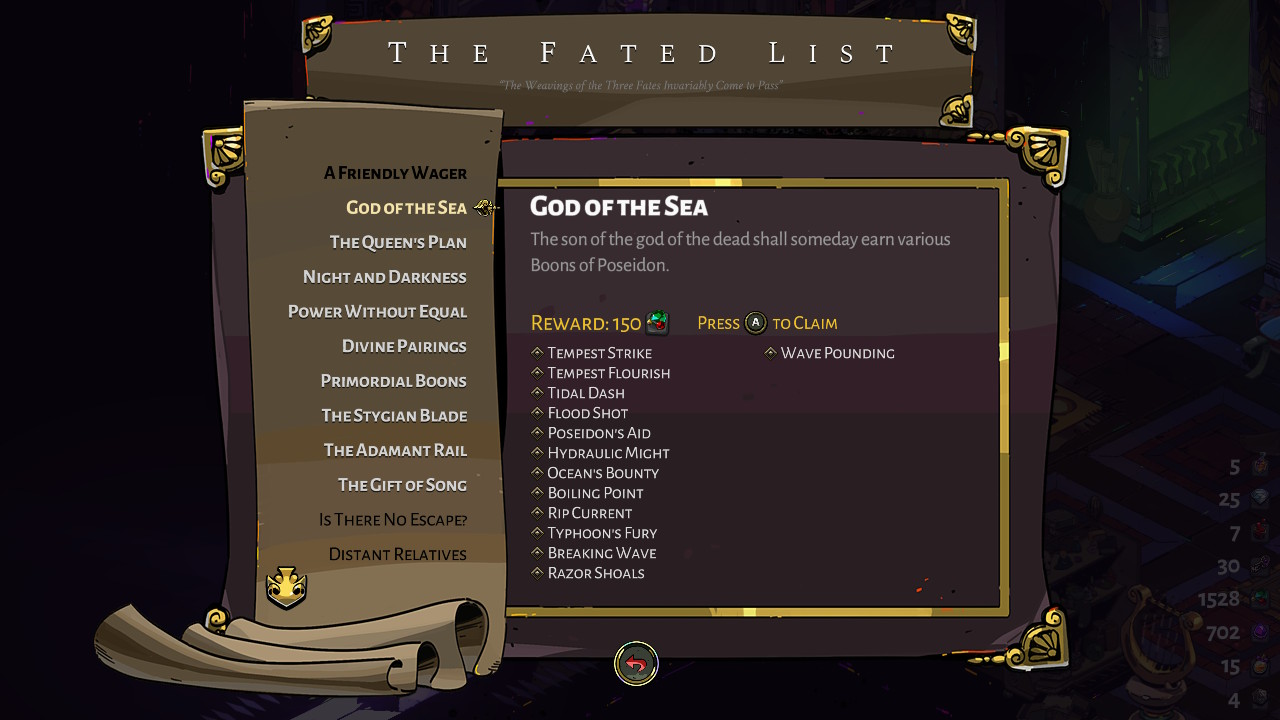 THE FATED LIST
"The Weavings of the Three Fates Invariably Come to Pass"
A FRIENDLY WAGER
GOD OF THE SEA
THE QUEEN'S PLAN
NIGHT AND DARKNESS
POWER WITHOUT EQUAL
DIVINE PAIRINGS
PRIMORDIAL BOONS
THE STYGIAN BLADE
THE ADAMANT RAIL
THE GIFT OF SONG
IS THERE NO ESCAPE?
DISTANT RELATIVES
GOD OF THE SEA
The son of the god of the dead shall someday earn various
Boons of Poseidon.
REWARD: 150 PRESS A TO CLAIM
TEMPEST STRIKE
TEMPEST FLOURISH
TIDAL DASH
FLOOD SHOT
POSEIDON'S AID
HYDRAULIC MIGHT
OCEAN'S BOUNTY
BOILING POINT
RIP CURRENT
TYPHOON'S FURY
BREAKING WAVE
RAZOR SHOALS
WAVE POUNDING
5
25
7
30
1528
702
15
4